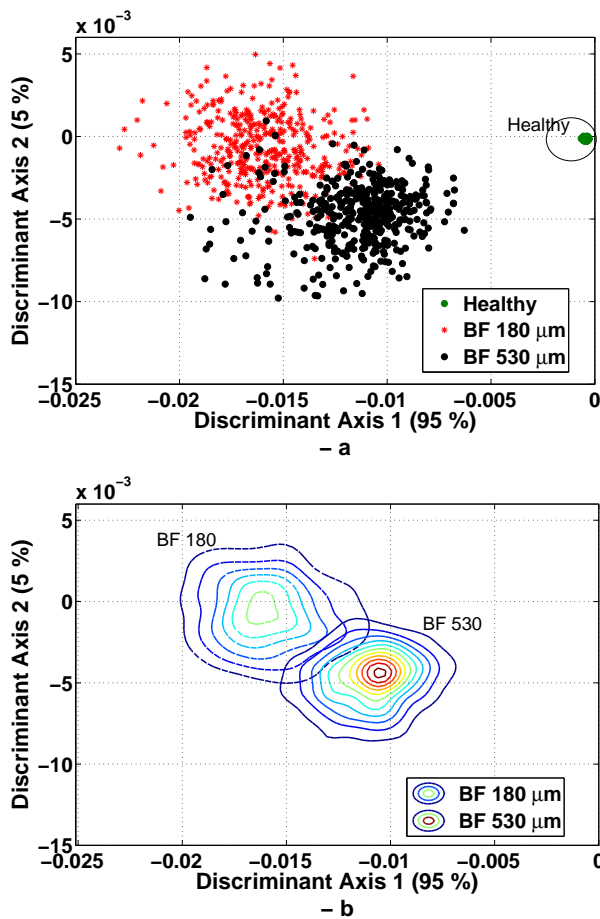 x 10⁻³
5
0
−5
−10
−15
Discriminant Axis 2 (5 %)
Healthy
Healthy
BF 180 μm
BF 530 μm
−0.025 −0.02 −0.015 −0.01 −0.005 0
Discriminant Axis 1 (95 %)
− a
x 10⁻³
5
0
−5
−10
−15
Discriminant Axis 2 (5 %)
BF 180
BF 530
BF 180 μm
BF 530 μm
−0.025 −0.02 −0.015 −0.01 −0.005 0
Discriminant Axis 1 (95 %)
− b